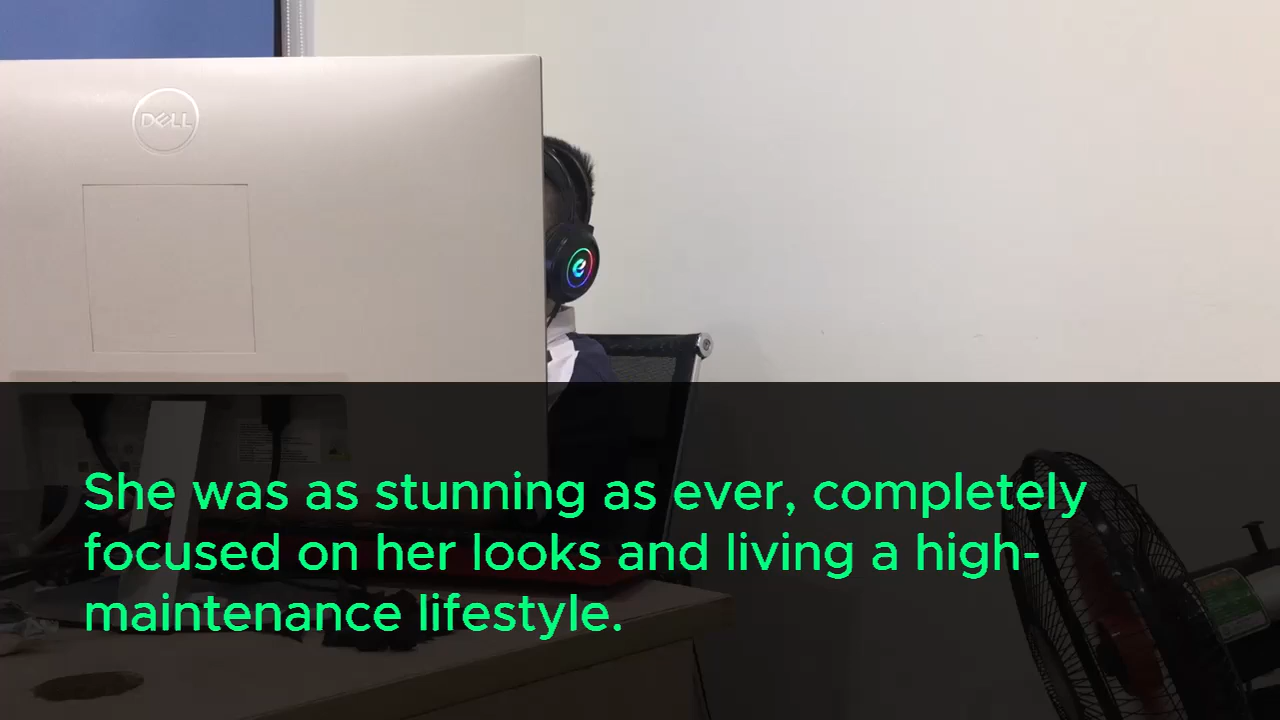 DELL
e
She was as stunning as ever, completely
focused on her looks and living a high-
maintenance lifestyle.